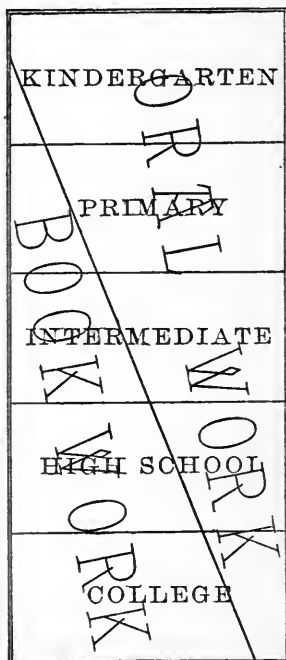 KINDERGARTEN
PRIMARY
INTERMEDIATE
HIGH SCHOOL
COLLEGE
ORAL WORK
BOOK WORK